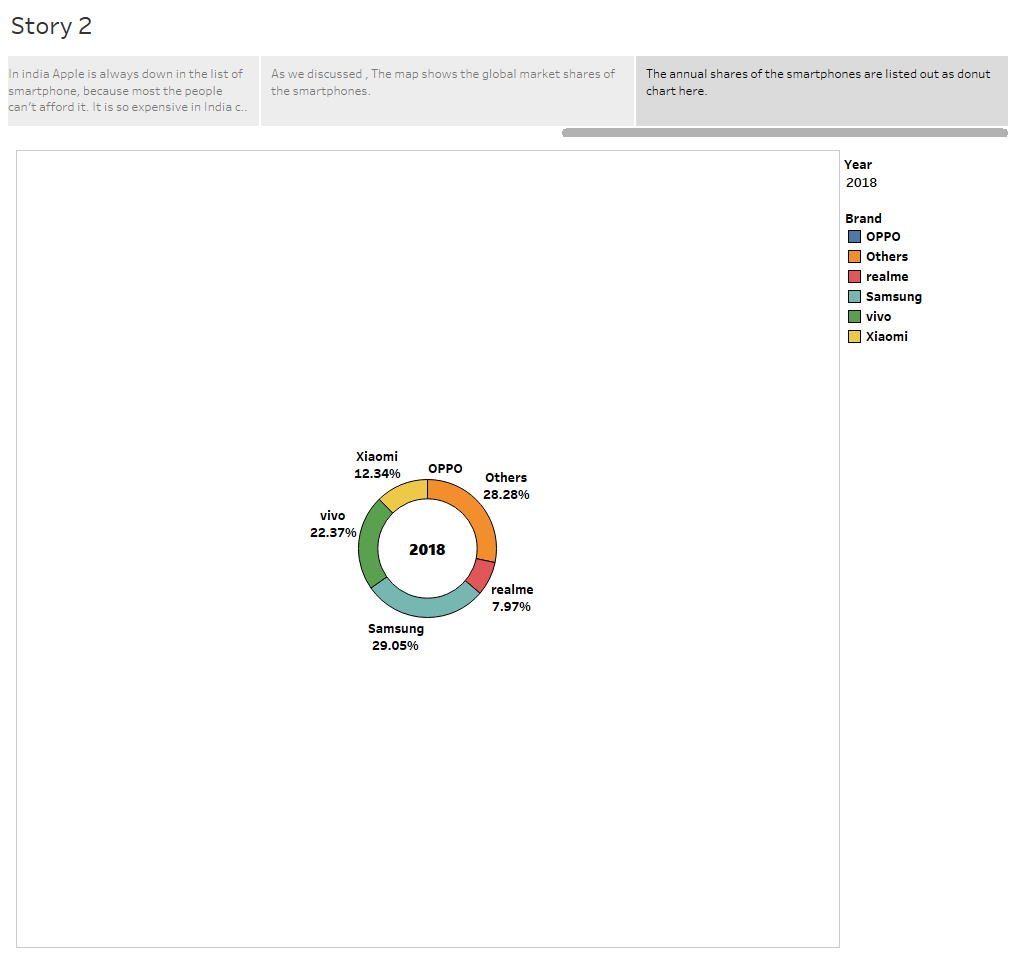 Story 2
In india Apple is always down in the list of
smartphone, because most the people
can't afford it. It is so expensive in India c..
As we discussed , The map shows the global market shares of
the smartphones.
The annual shares of the smartphones are listed out as donut
chart here.
Year
2018
Brand
OPPO
Others
realme
Samsung
vivo
Xiaomi
Xiaomi
12.34%
OPPO
Others
28.28%
vivo
22.37%
2018
realme
7.97%
Samsung
29.05%